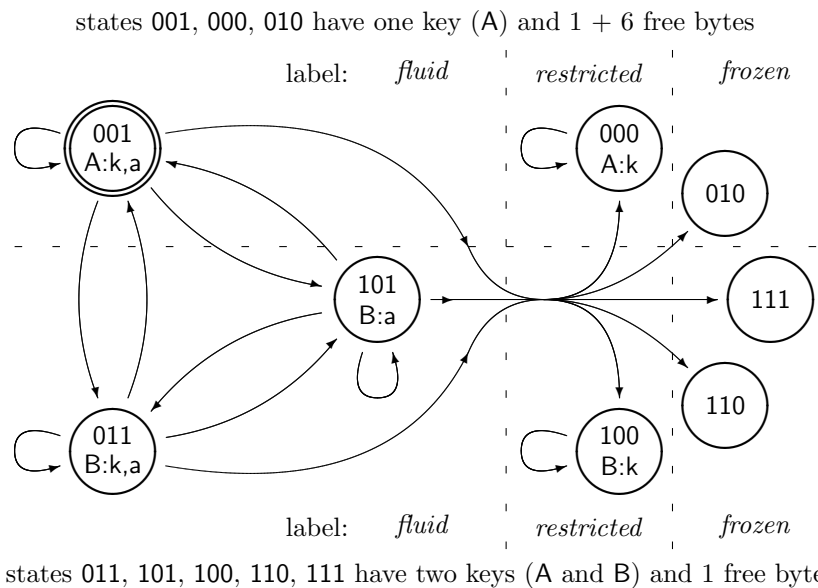 states 001, 000, 010 have one key (A) and 1 + 6 free bytes
label: fluid restricted frozen
001
A:k,a
000
A:k
010
101
B:a
111
011
B:k,a
100
B:k
110
label: fluid restricted frozen
states 011, 101, 100, 110, 111 have two keys (A and B) and 1 free byte